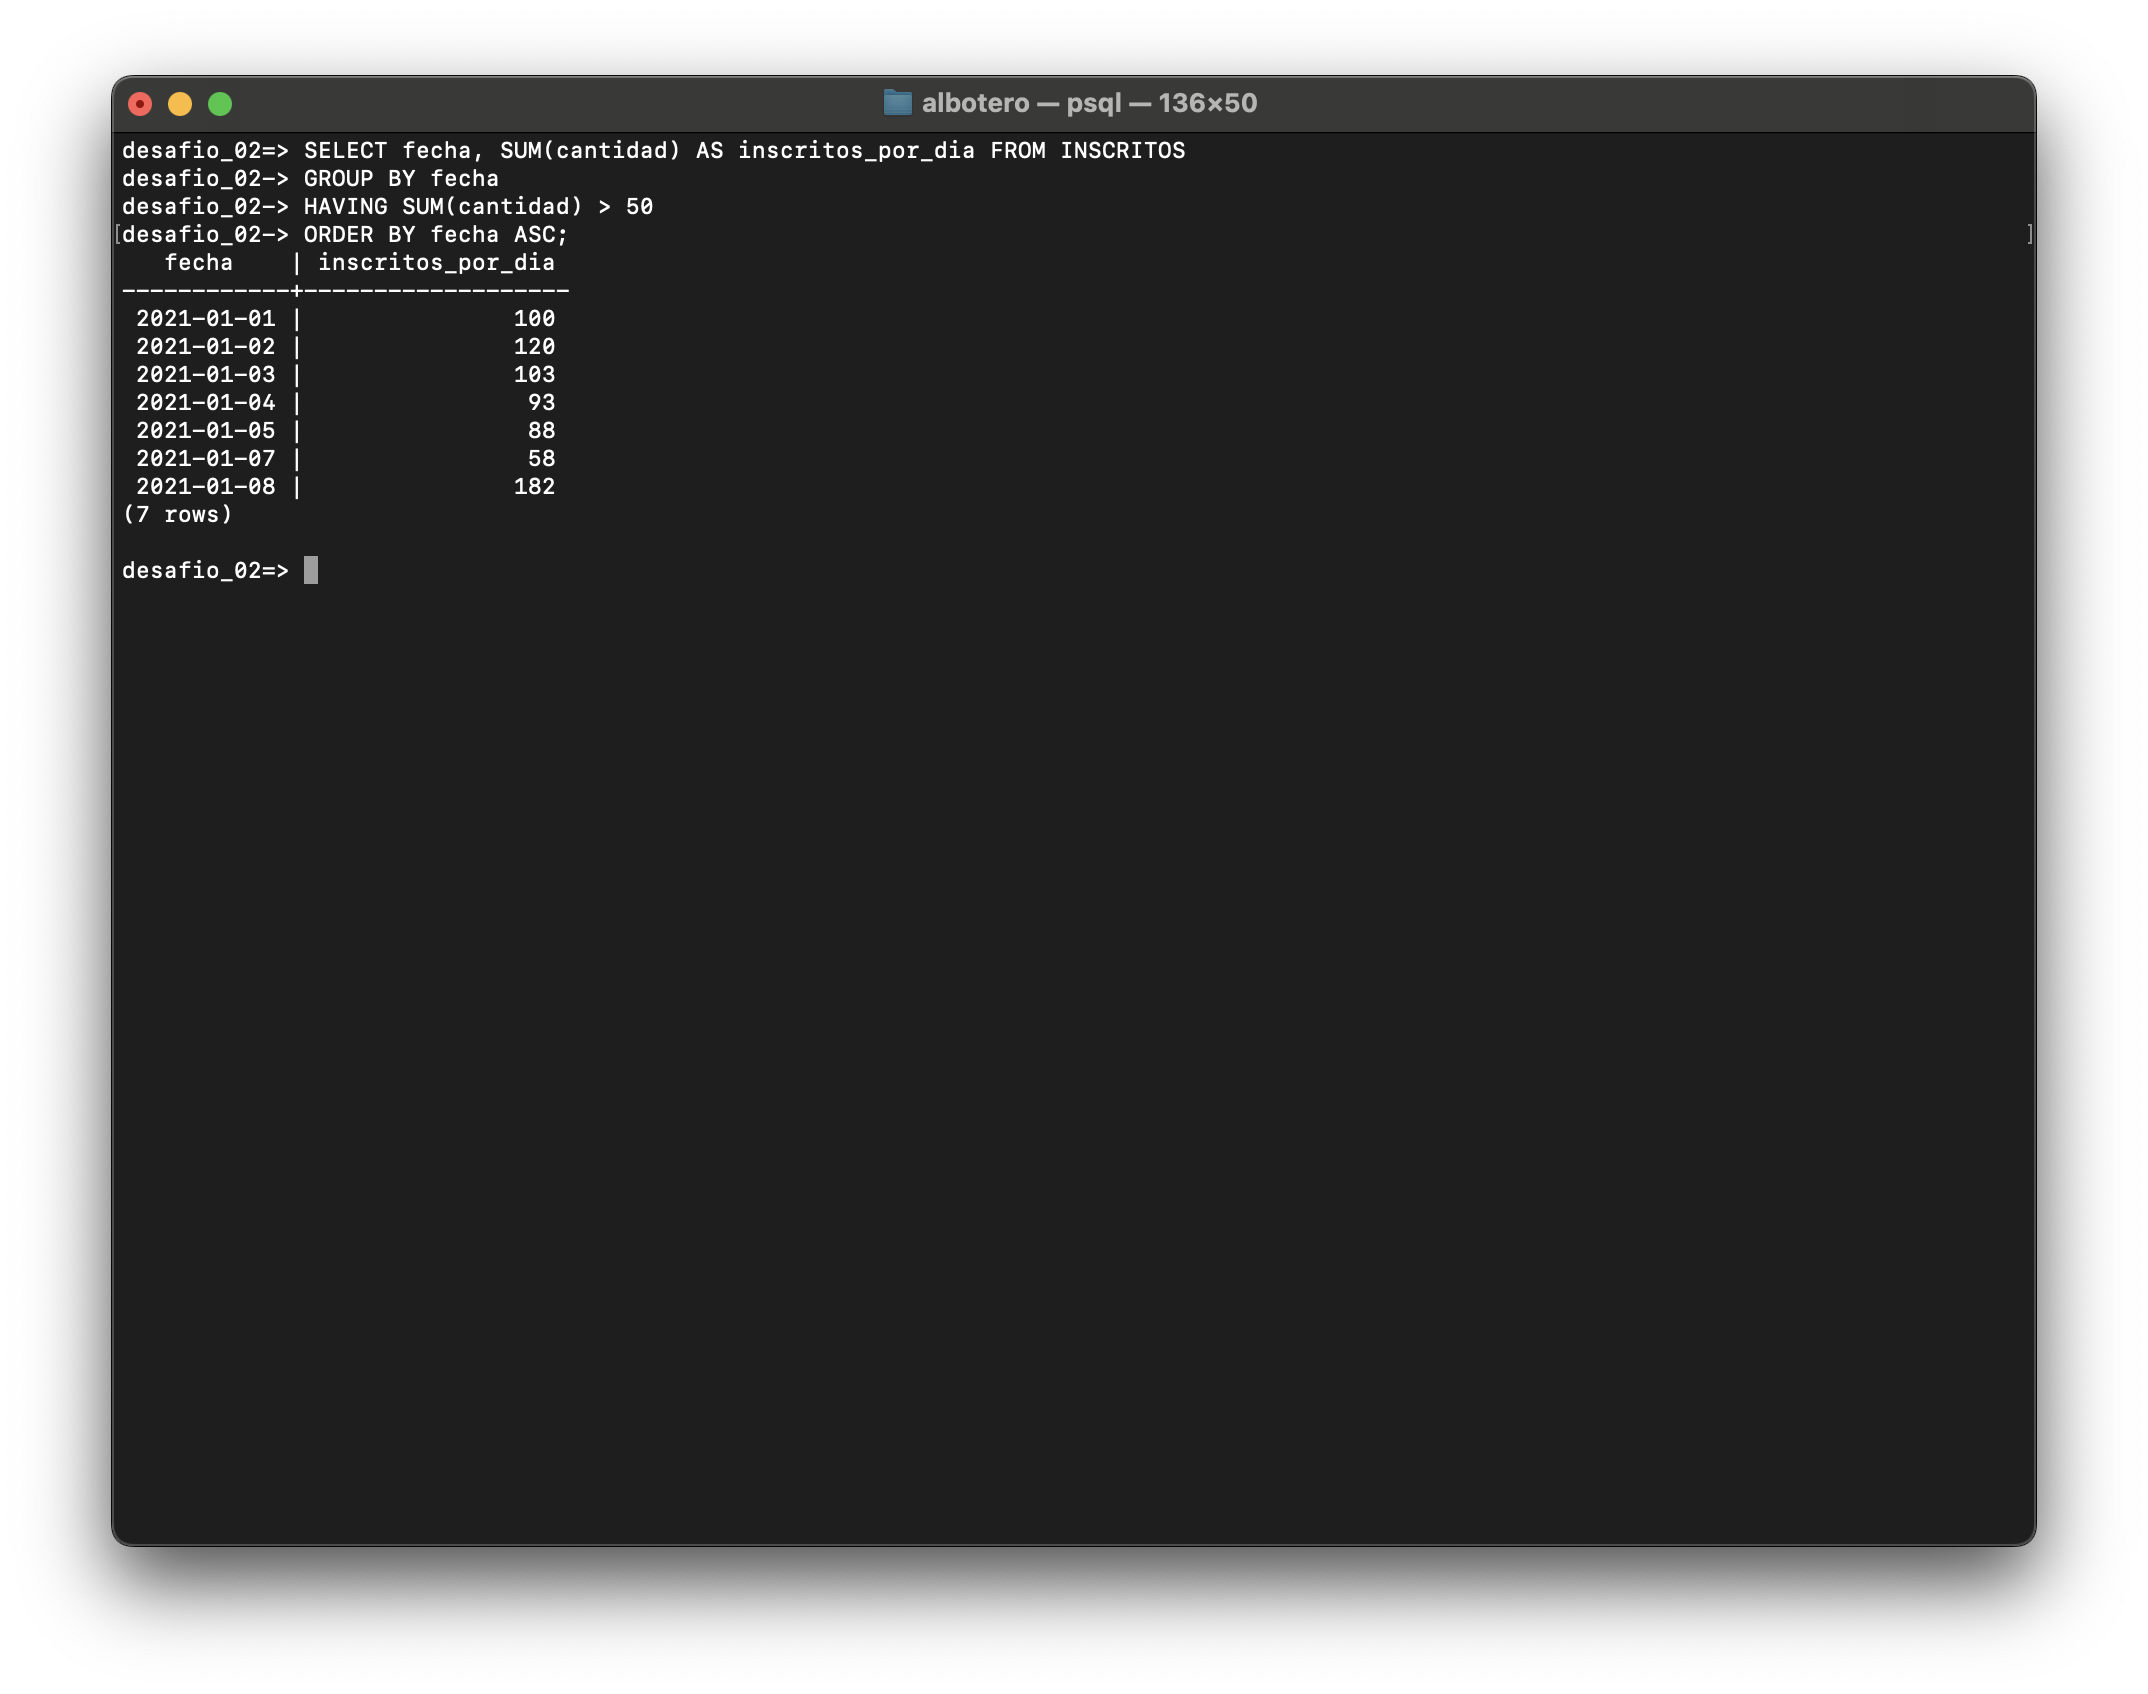 albotero — psql — 136×50
desafio_02=> SELECT fecha, SUM(cantidad) AS inscritos_por_dia FROM INSCRITOS
desafio_02-> GROUP BY fecha
desafio_02-> HAVING SUM(cantidad) > 50
[desafio_02-> ORDER BY fecha ASC; ]
   fecha    | inscritos_por_dia
------------+-------------------
 2021-01-01 |               100
 2021-01-02 |               120
 2021-01-03 |               103
 2021-01-04 |                93
 2021-01-05 |                88
 2021-01-07 |                58
 2021-01-08 |               182
(7 rows)
desafio_02=>